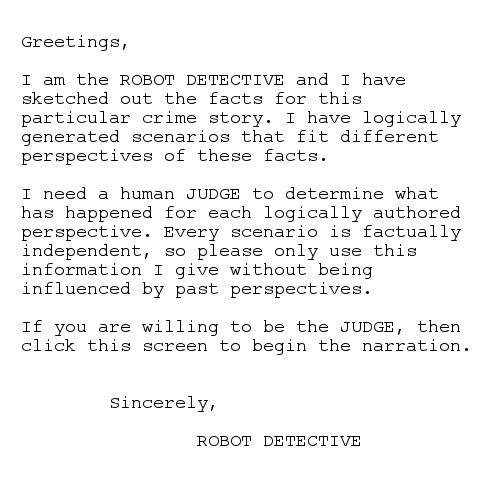 Greetings,
I am the ROBOT DETECTIVE and I have
sketched out the facts for this
particular crime story. I have logically
generated scenarios that fit different
perspectives of these facts.
I need a human JUDGE to determine what
has happened for each logically authored
perspective. Every scenario is factually
independent, so please only use this
information I give without being
influenced by past perspectives.
If you are willing to be the JUDGE, then
click this screen to begin the narration.
Sincerely,
ROBOT DETECTIVE